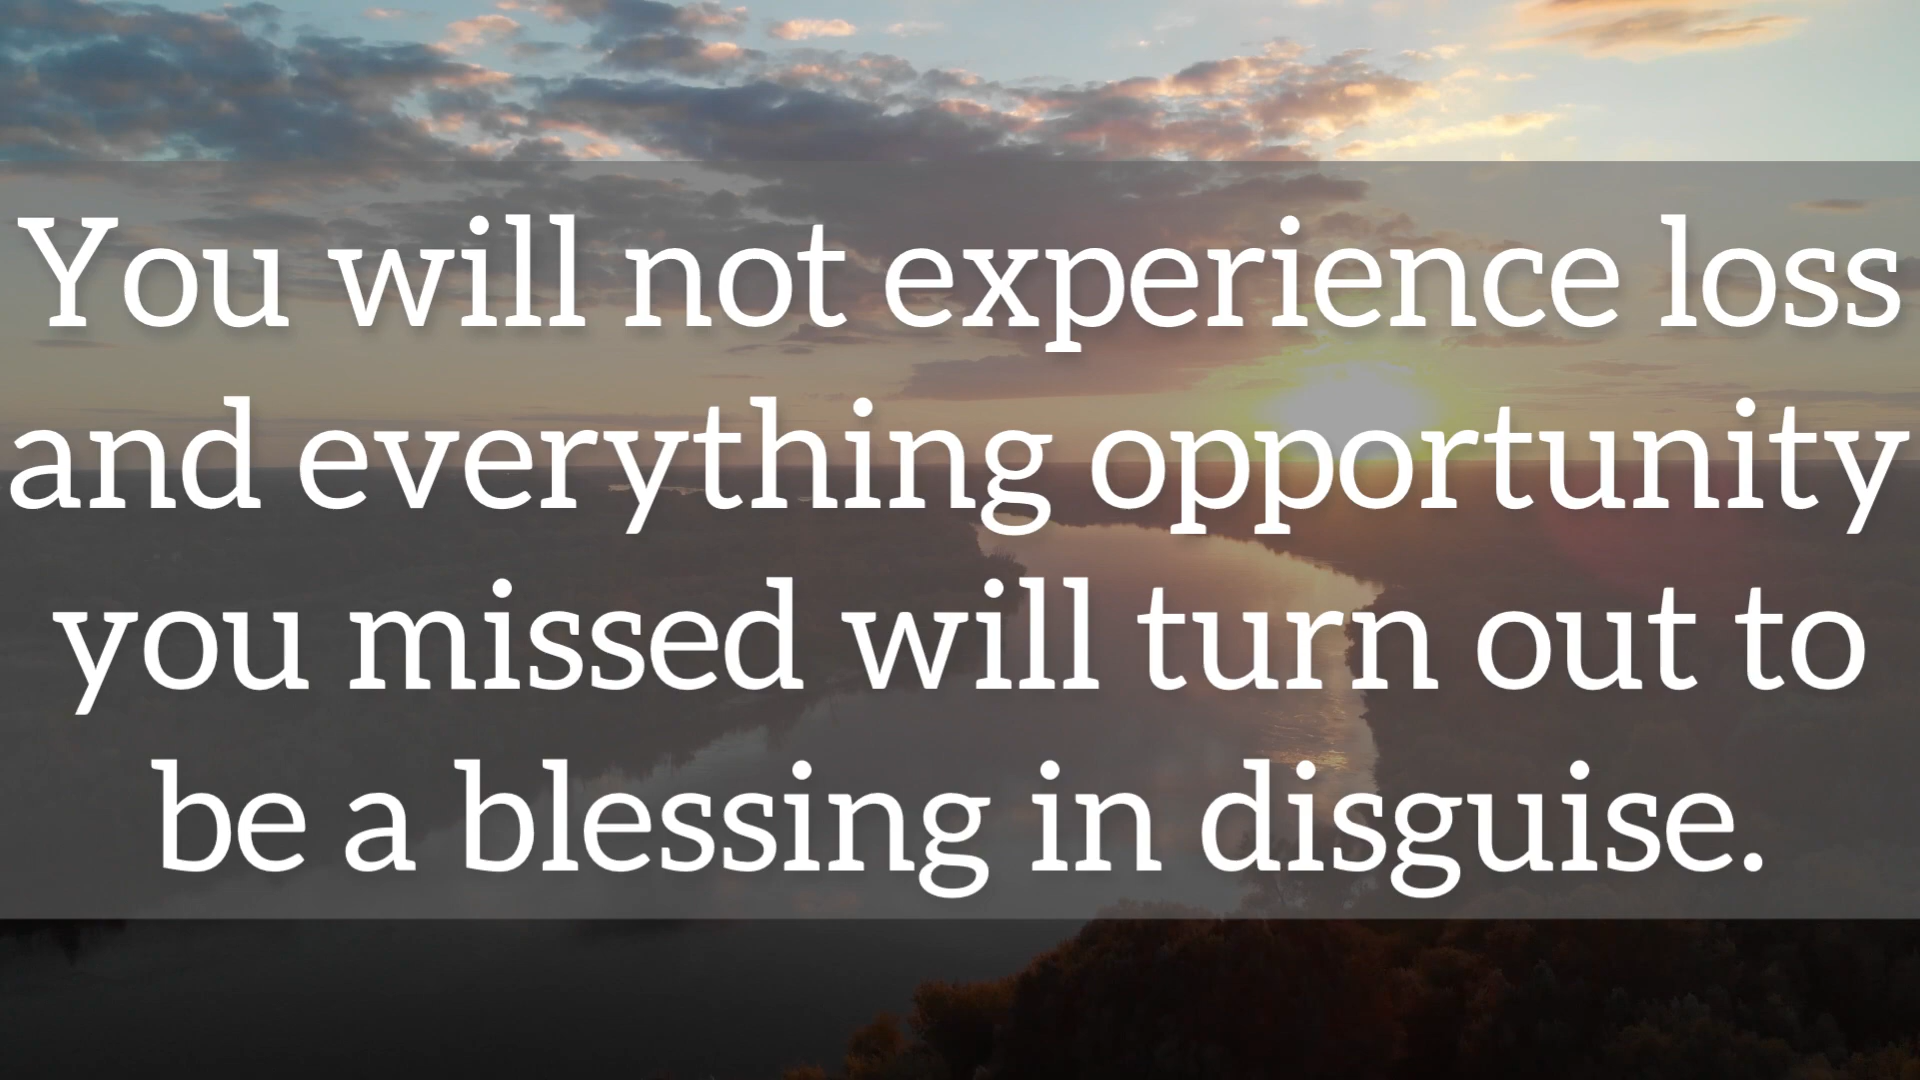 You will not experience loss
and everything opportunity
you missed will turn out to
be a blessing in disguise.